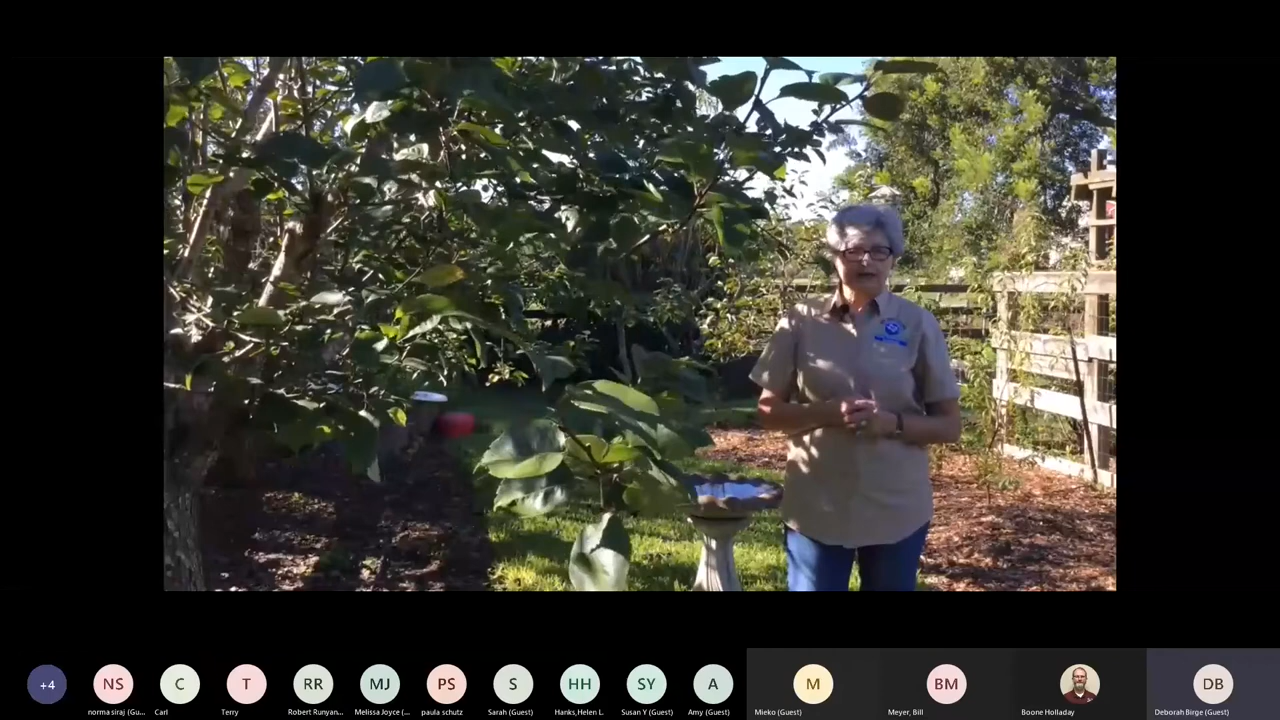 +4
NS
C
T
RR
MJ
PS
S
HH
SY
A
M
BM
DB
norma siraj (Gu...
Carl
Terry
Robert Runyan...
Melissa Joyce (...
paula schutz
Sarah (Guest)
Hanks,Helen L.
Susan Y (Guest)
Amy (Guest)
Mieko (Guest)
Meyer, Bill
Boone Holladay
Deborah Birge (Guest)